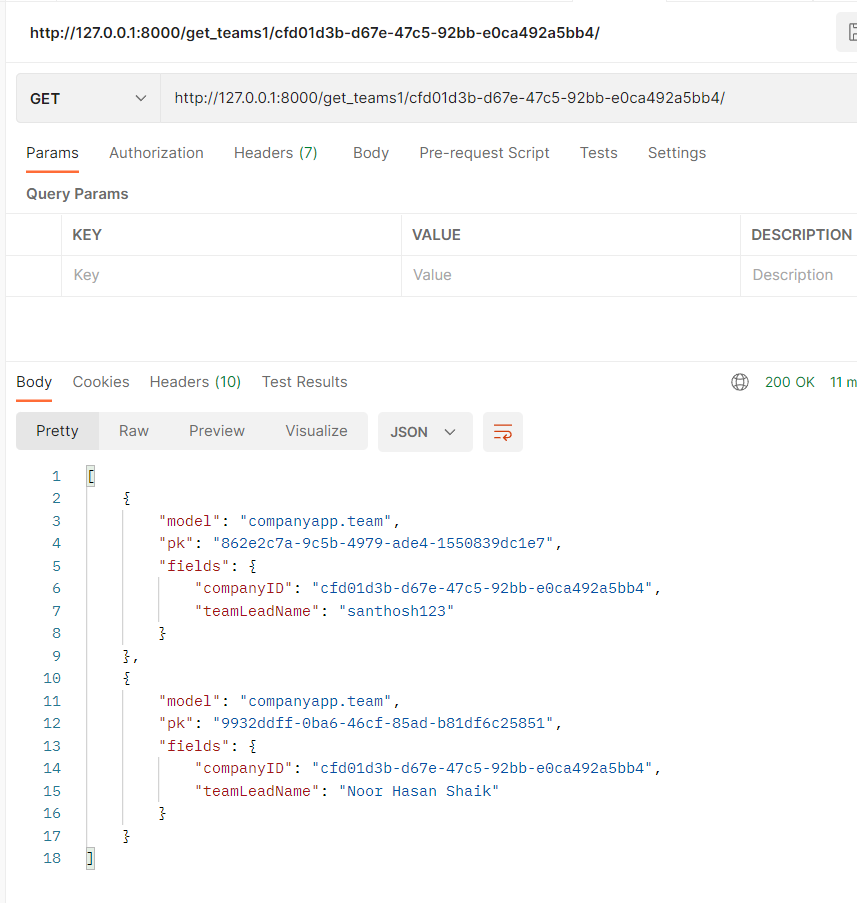 http://127.0.0.1:8000/get_teams1/cfd01d3b-d67e-47c5-92bb-e0ca492a5bb4/
GET http://127.0.0.1:8000/get_teams1/cfd01d3b-d67e-47c5-92bb-e0ca492a5bb4/
Params Authorization Headers (7) Body Pre-request Script Tests Settings
Query Params
KEY VALUE DESCRIPTION
Key Value Description
Body Cookies Headers (10) Test Results 200 OK 11 m
Pretty Raw Preview Visualize JSON
1 [
2 {
3 "model": "companyapp.team",
4 "pk": "862e2c7a-9c5b-4979-ade4-1550839dc1e7",
5 "fields": {
6 "companyID": "cfd01d3b-d67e-47c5-92bb-e0ca492a5bb4",
7 "teamLeadName": "santhosh123"
8 }
9 },
10 {
11 "model": "companyapp.team",
12 "pk": "9932ddff-0ba6-46cf-85ad-b81df6c25851",
13 "fields": {
14 "companyID": "cfd01d3b-d67e-47c5-92bb-e0ca492a5bb4",
15 "teamLeadName": "Noor Hasan Shaik"
16 }
17 }
18 ]